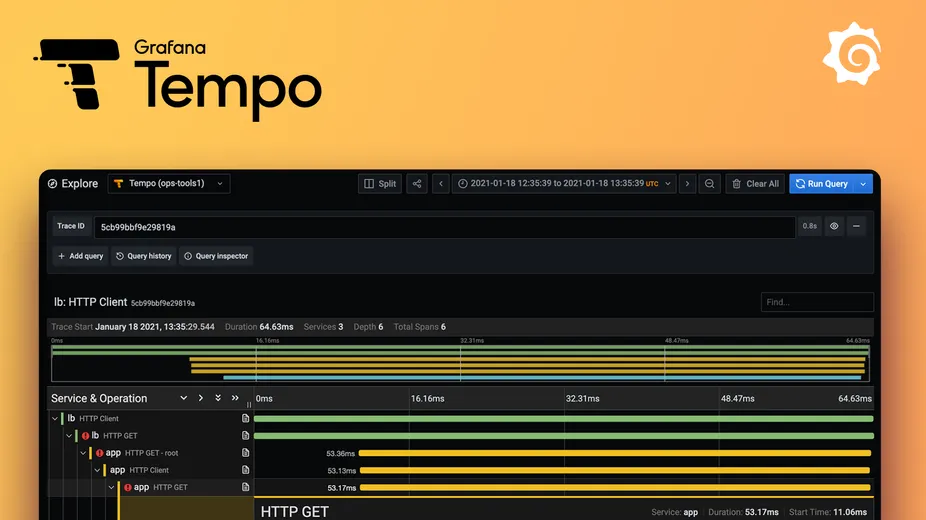 Grafana
Tempo
Explore Tempo (ops-tools1) Split 2021-01-18 12:35:39 to 2021-01-18 13:35:39 UTC Clear All Run Query
Trace ID 5cb99bbf9e29819a 0.8s
+ Add query Query history Query inspector
lb: HTTP Client 5cb99bbf9e29819a Find...
Trace Start January 18 2021, 13:35:29.544 Duration 64.63ms Services 3 Depth 6 Total Spans 6
0ms 16.16ms 32.31ms 48.47ms 64.63ms
Service & Operation 0ms 16.16ms 32.31ms 48.47ms 64.63ms
lb HTTP Client
lb HTTP GET
app HTTP GET - root 53.36ms
app HTTP Client 53.13ms
app HTTP GET 53.17ms
HTTP GET Service: app Duration: 53.17ms Start Time: 11.06ms